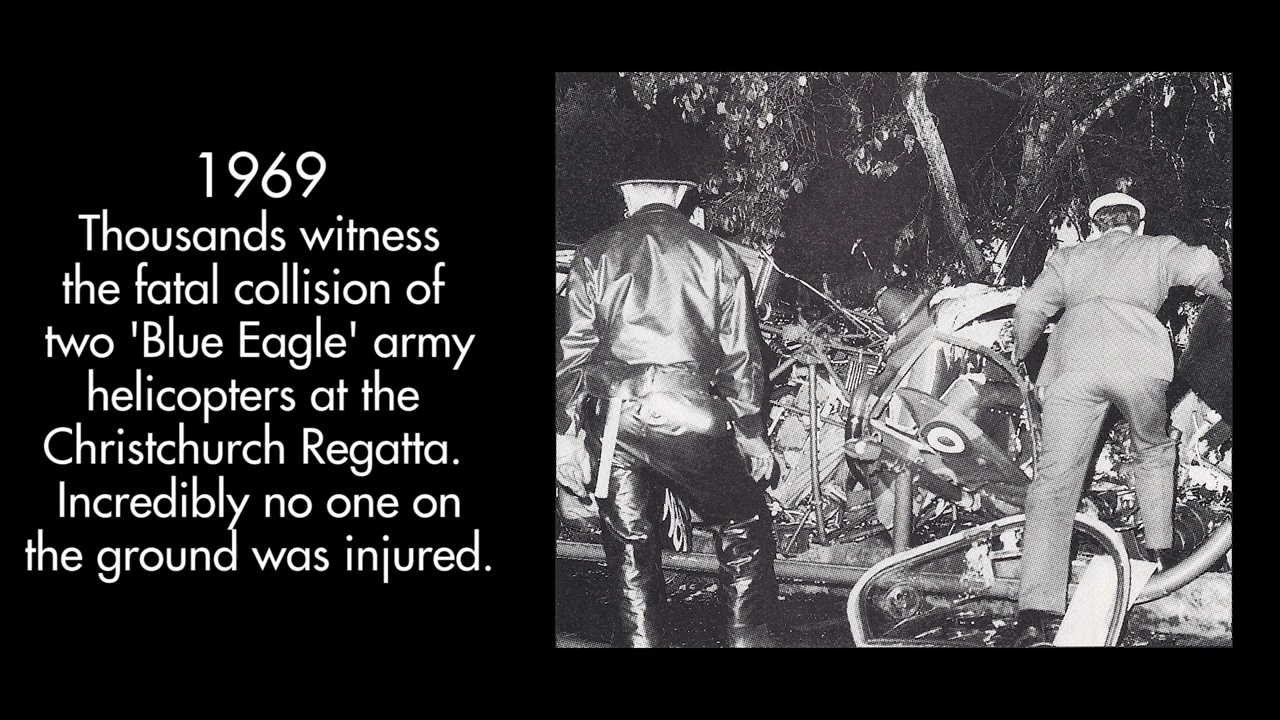 1969
Thousands witness
the fatal collision of
two 'Blue Eagle' army
helicopters at the
Christchurch Regatta.
Incredibly no one on
the ground was injured.